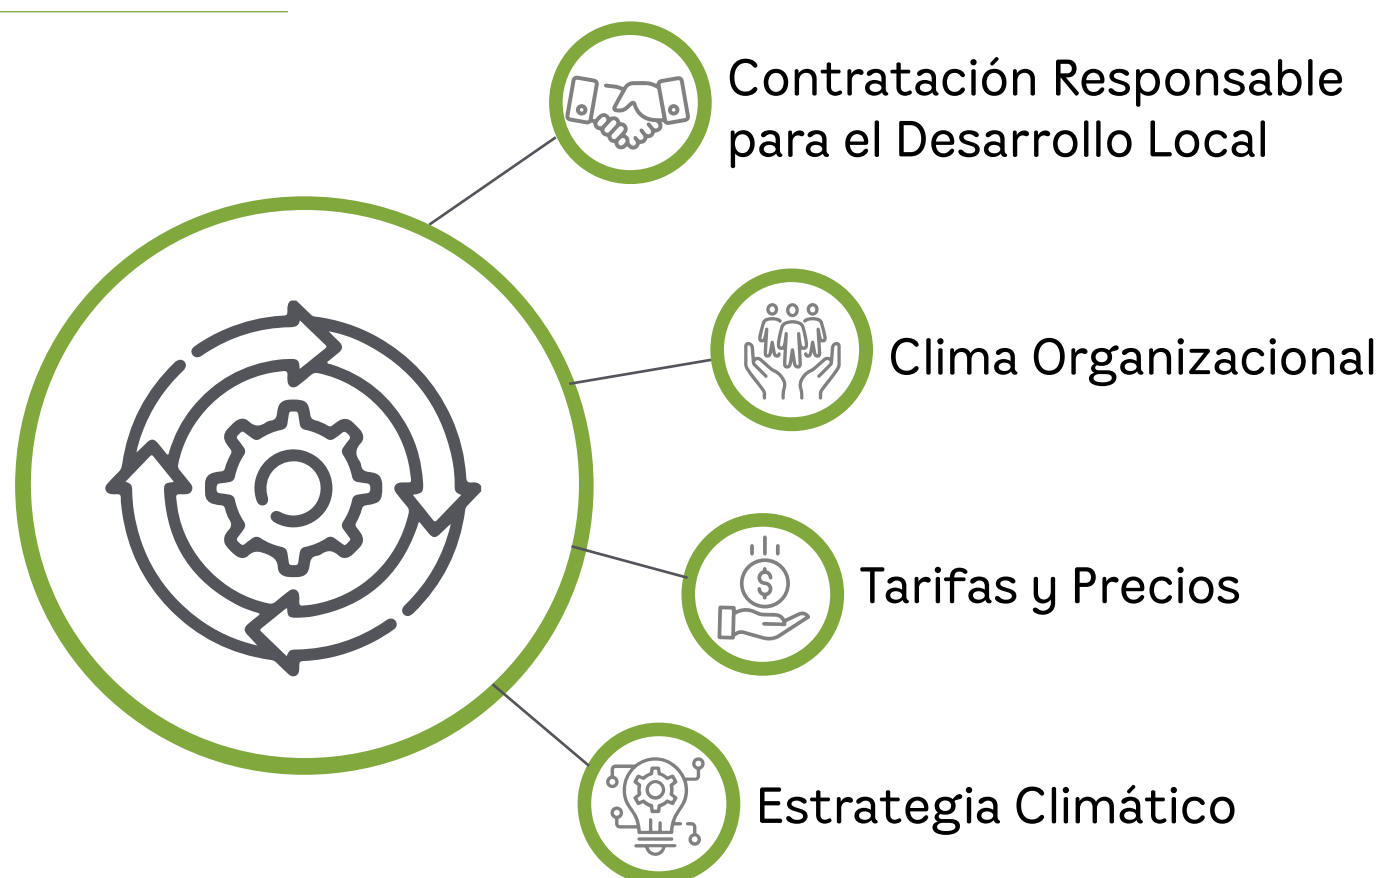 Contratación Responsable
para el Desarrollo Local
Clima Organizacional
Tarifas y Precios
Estrategia Climático